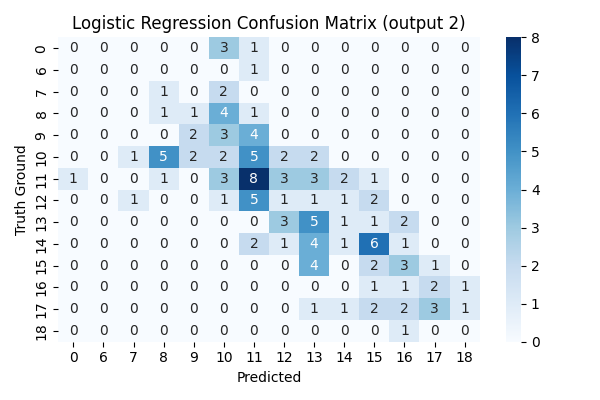 Logistic Regression Confusion Matrix (output 2)
0 0 0 0 0 0 3 1 0 0 0 0 0 0 0
6 0 0 0 0 0 0 1 0 0 0 0 0 0 0
7 0 0 0 1 0 2 0 0 0 0 0 0 0 0
8 0 0 0 1 1 4 1 0 0 0 0 0 0 0
9 0 0 0 0 2 3 4 0 0 0 0 0 0 0
10 0 0 1 5 2 2 5 2 2 0 0 0 0 0
11 1 0 0 1 0 3 8 3 3 2 1 0 0 0
12 0 0 1 0 0 1 5 1 1 1 2 0 0 0
13 0 0 0 0 0 0 0 3 5 1 1 2 0 0
14 0 0 0 0 0 0 2 1 4 1 6 1 0 0
15 0 0 0 0 0 0 0 0 4 0 2 3 1 0
16 0 0 0 0 0 0 0 0 0 0 1 1 2 1
17 0 0 0 0 0 0 0 0 1 1 2 2 3 1
18 0 0 0 0 0 0 0 0 0 0 0 1 0 0
0 6 7 8 9 10 11 12 13 14 15 16 17 18
Predicted
Truth Ground
8
7
6
5
4
3
2
1
0